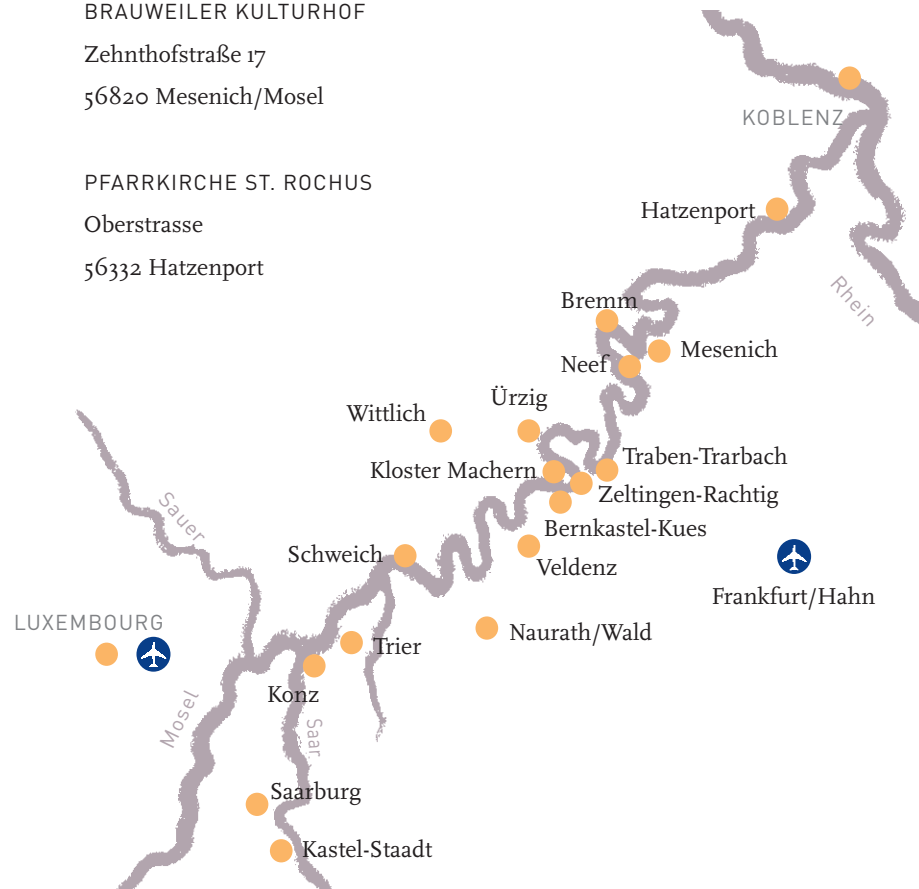 BRAUWEILER KULTURHOF
Zehnthofstraße 17
56820 Mesenich/Mosel
PFARRKIRCHE ST. ROCHUS
Oberstrasse
56332 Hatzenport
KOBLENZ
Hatzenport
Rhein
Bremm
Mesenich
Neef
Ürzig
Wittlich
Traben-Trarbach
Kloster Machern
Zeltingen-Rachtig
Sauer
Bernkastel-Kues
Schweich
Veldenz
Frankfurt/Hahn
LUXEMBOURG
Naurath/Wald
Trier
Konz
Mosel
Saar
Saarburg
Kastel-Staadt